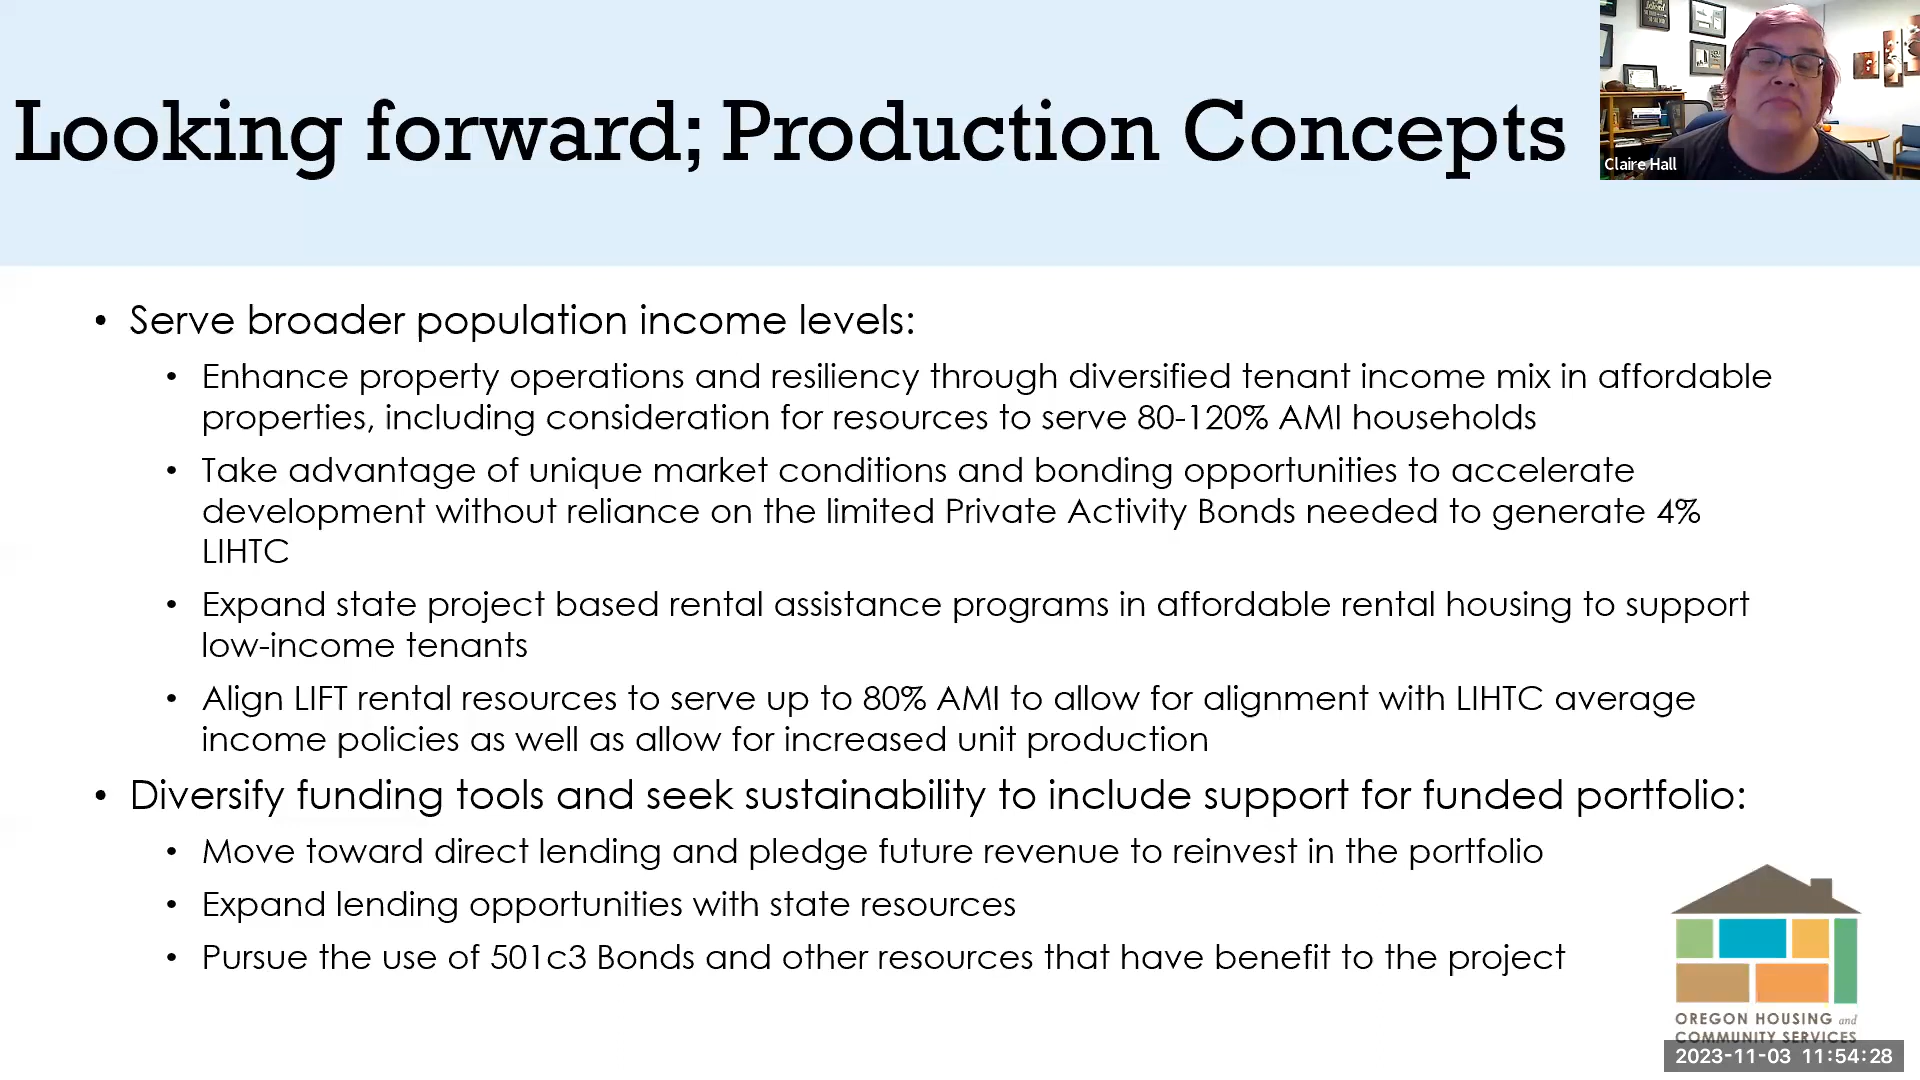 Looking forward; Production Concepts
Claire Hall
• Serve broader population income levels:
• Enhance property operations and resiliency through diversified tenant income mix in affordable
properties, including consideration for resources to serve 80-120% AMI households
• Take advantage of unique market conditions and bonding opportunities to accelerate
development without reliance on the limited Private Activity Bonds needed to generate 4%
LIHTC
• Expand state project based rental assistance programs in affordable rental housing to support
low-income tenants
• Align LIFT rental resources to serve up to 80% AMI to allow for alignment with LIHTC average
income policies as well as allow for increased unit production
• Diversify funding tools and seek sustainability to include support for funded portfolio:
• Move toward direct lending and pledge future revenue to reinvest in the portfolio
• Expand lending opportunities with state resources
• Pursue the use of 501c3 Bonds and other resources that have benefit to the project
OREGON HOUSING and
COMMUNITY SERVICES
2023-11-03 11:54:28